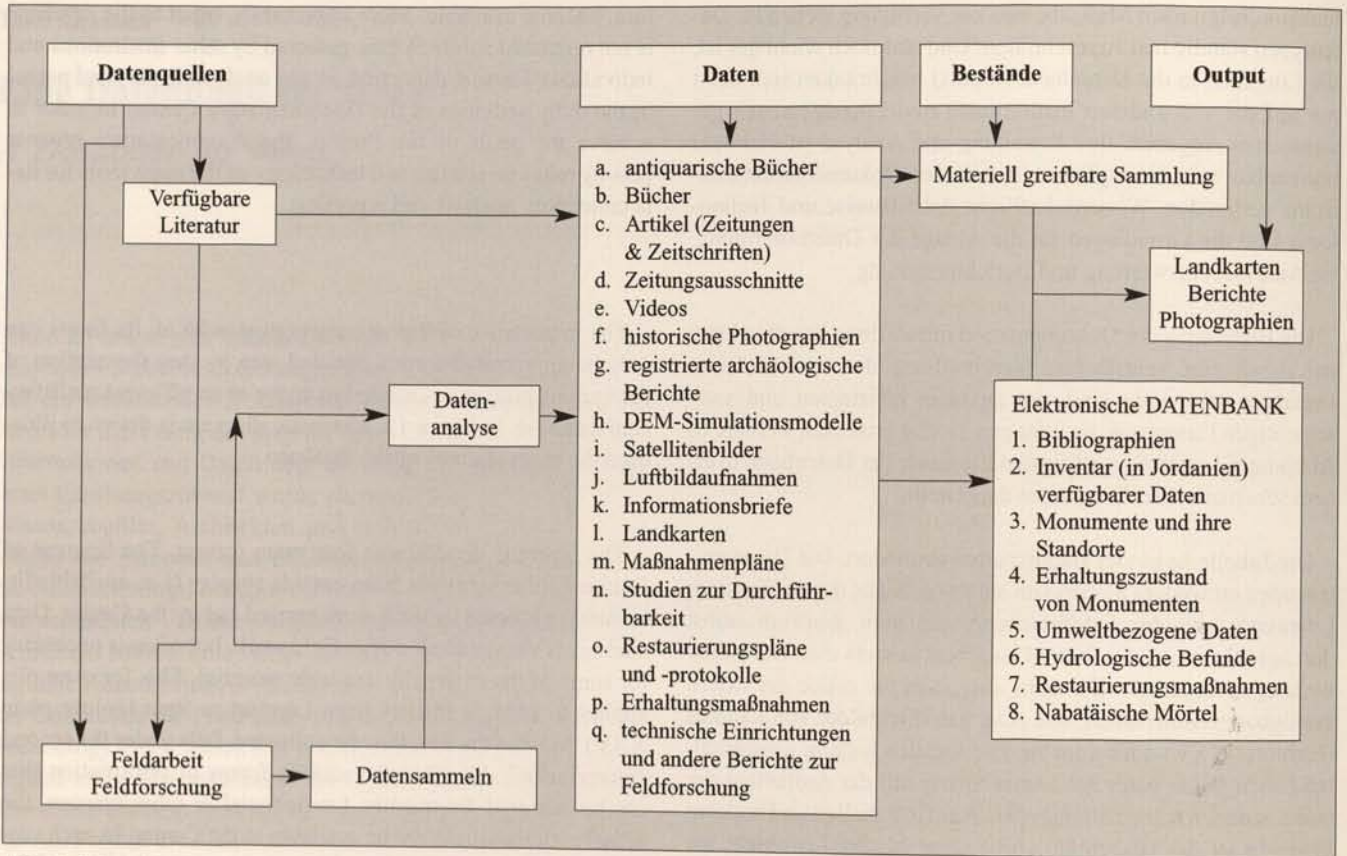 Datenquellen
Daten
Bestände
Output
Verfügbare
Literatur
a. antiquarische Bücher
b. Bücher
c. Artikel (Zeitungen
& Zeitschriften)
d. Zeitungsausschnitte
e. Videos
f. historische Photographien
g. registrierte archäologische
Berichte
h. DEM-Simulationsmodelle
i. Satellitenbilder
j. Luftbildaufnahmen
k. Informationsbriefe
l. Landkarten
m. Maßnahmenpläne
n. Studien zur Durchführ-
barkeit
o. Restaurierungspläne
und -protokolle
p. Erhaltungsmaßnahmen
q. technische Einrichtungen
und andere Berichte zur
Feldforschung
Materiell greifbare Sammlung
Landkarten
Berichte
Photographien
Daten-
analyse
Elektronische DATENBANK
1. Bibliographien
2. Inventar (in Jordanien)
verfügbarer Daten
3. Monumente und ihre
Standorte
4. Erhaltungszustand
von Monumenten
5. Umweltbezogene Daten
6. Hydrologische Befunde
7. Restaurierungsmaßnahmen
8. Nabatäische Mörtel
Feldarbeit
Feldforschung
Datensammeln